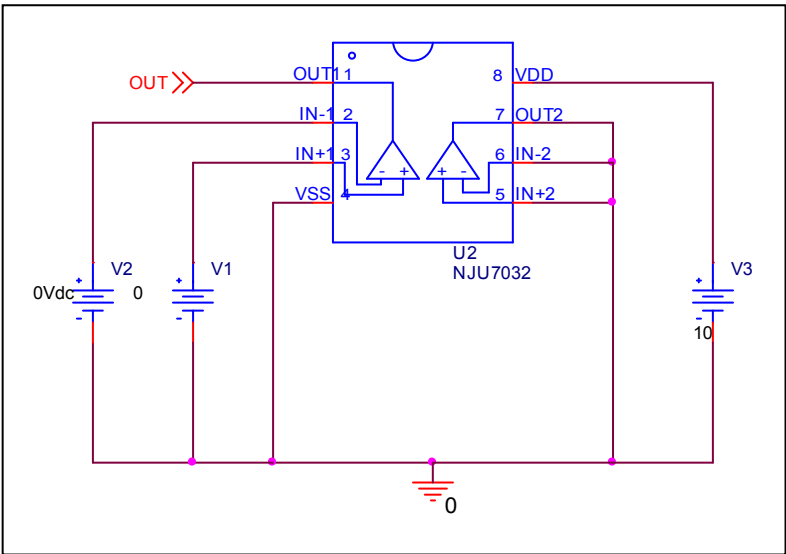 OUT
OUT1 1
8 VDD
IN-1 2
7 OUT2
IN+1 3
6 IN-2
- +
+ -
VSS 4
5 IN+2
U2
NJU7032
+ V2
0Vdc
-
+ V1
0
-
+ V3
-
10
0